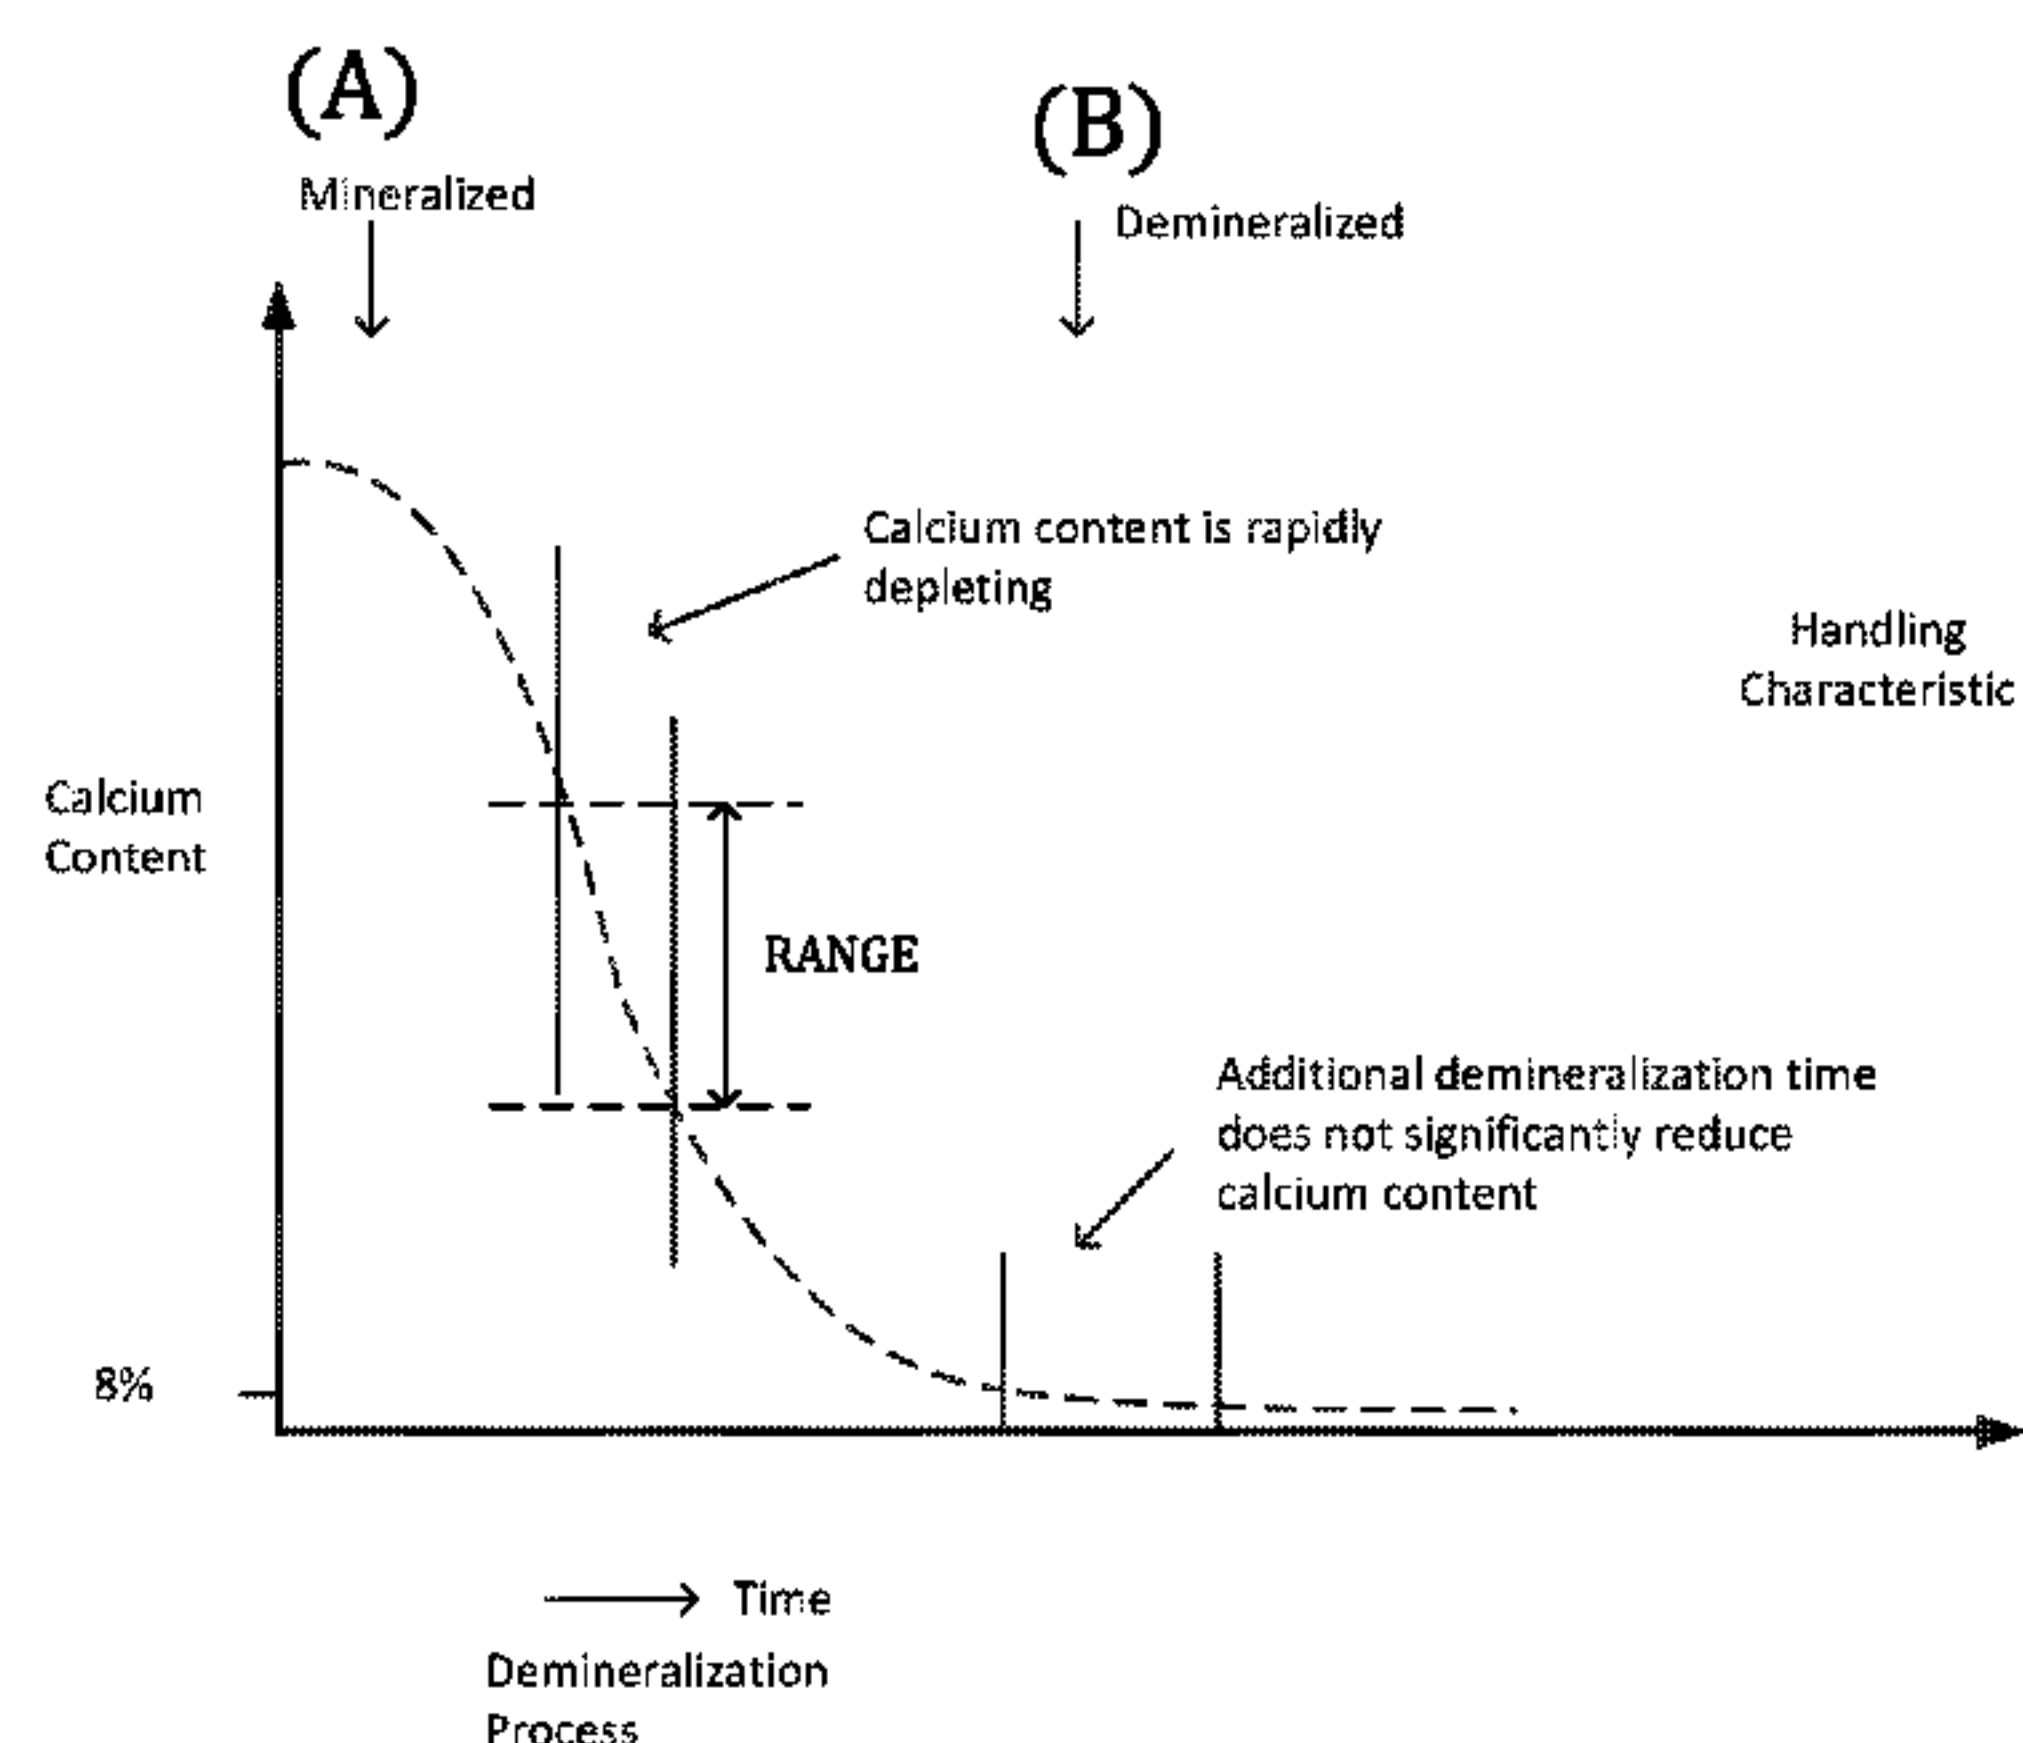 (A)
Mineralized
(B)
Demineralized
Calcium content is rapidly
depleting
Handling
Characteristic
Calcium
Content
RANGE
Additional demineralization time
does not significantly reduce
calcium content
8%
Time
Demineralization
Process